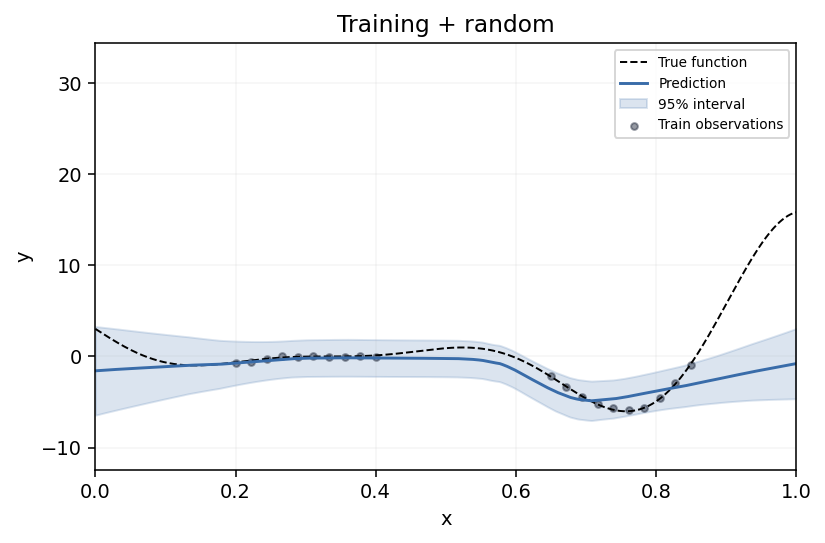 Training + random
True function
Prediction
95% interval
Train observations
30
20
10
0
−10
y
0.0 0.2 0.4 0.6 0.8 1.0
x